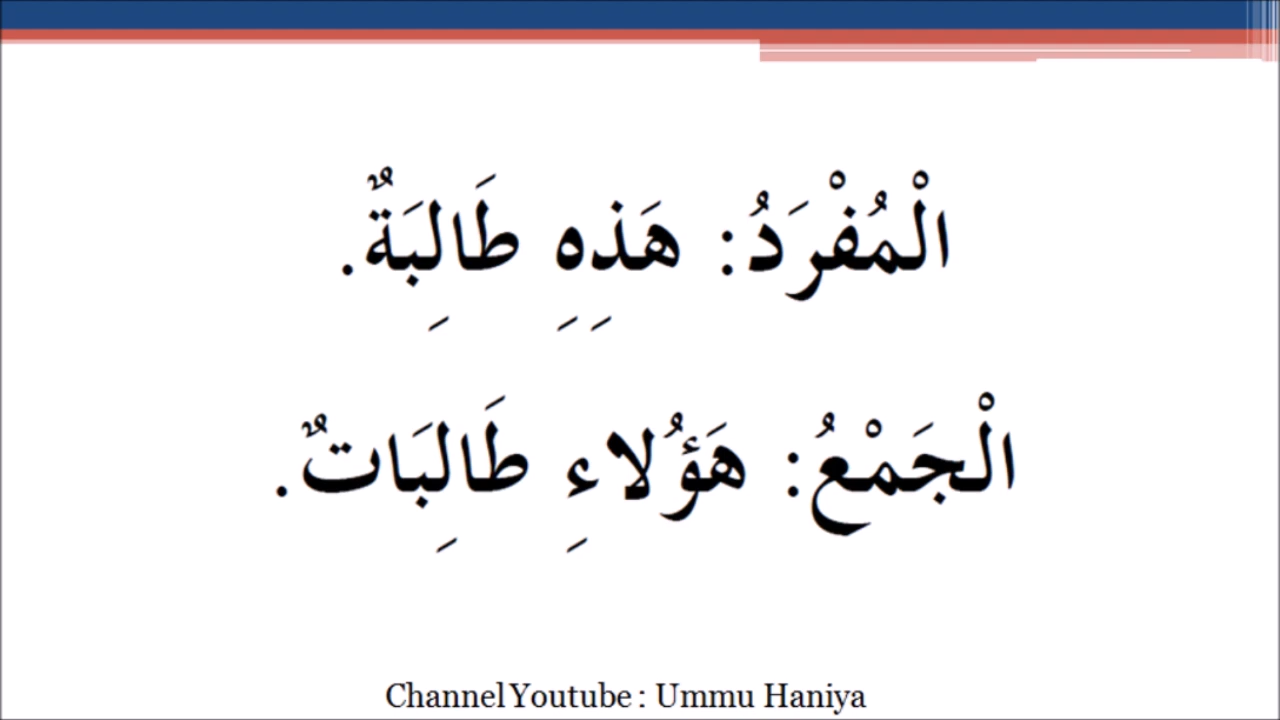 الْمُفْرَدُ: هَذِهِ طَالِبَةٌ.
الْجَمْعُ: هَؤُلاءِ طَالِبَاتٌ.
Channel Youtube : Ummu Haniya